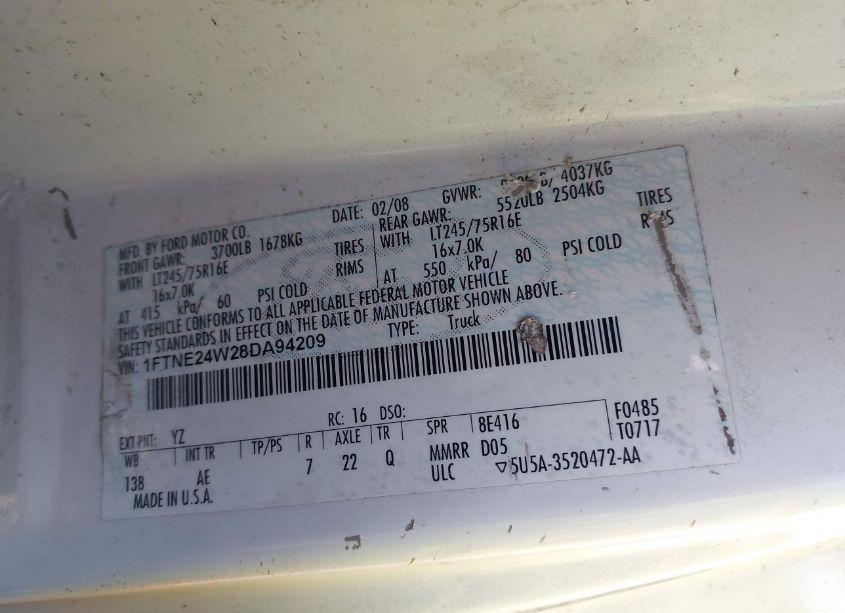 MFD. BY FORD MOTOR CO.
DATE: 02/08 GVWR: 4037KG
FRONT GAWR: 3700LB 1678KG
REAR GAWR: 5520LB 2504KG
WITH LT245/75R16E TIRES
WITH LT245/75R16E TIRES
16x7.0K RIMS
16x7.0K RIMS
AT 415 kPa/ 60 PSI COLD
AT 550 kPa/ 80 PSI COLD
THIS VEHICLE CONFORMS TO ALL APPLICABLE FEDERAL MOTOR VEHICLE
SAFETY STANDARDS IN EFFECT ON THE DATE OF MANUFACTURE SHOWN ABOVE.
VIN: 1FTNE24W28DA94209 TYPE: Truck
EXT PNT: YZ RC: 16 DSO: F0485
WB INT TR TP/PS R AXLE TR SPR 8E416 T0717
138 AE 7 22 Q MMRR D05
MADE IN U.S.A. ULC ▽5U5A-3520472-AA